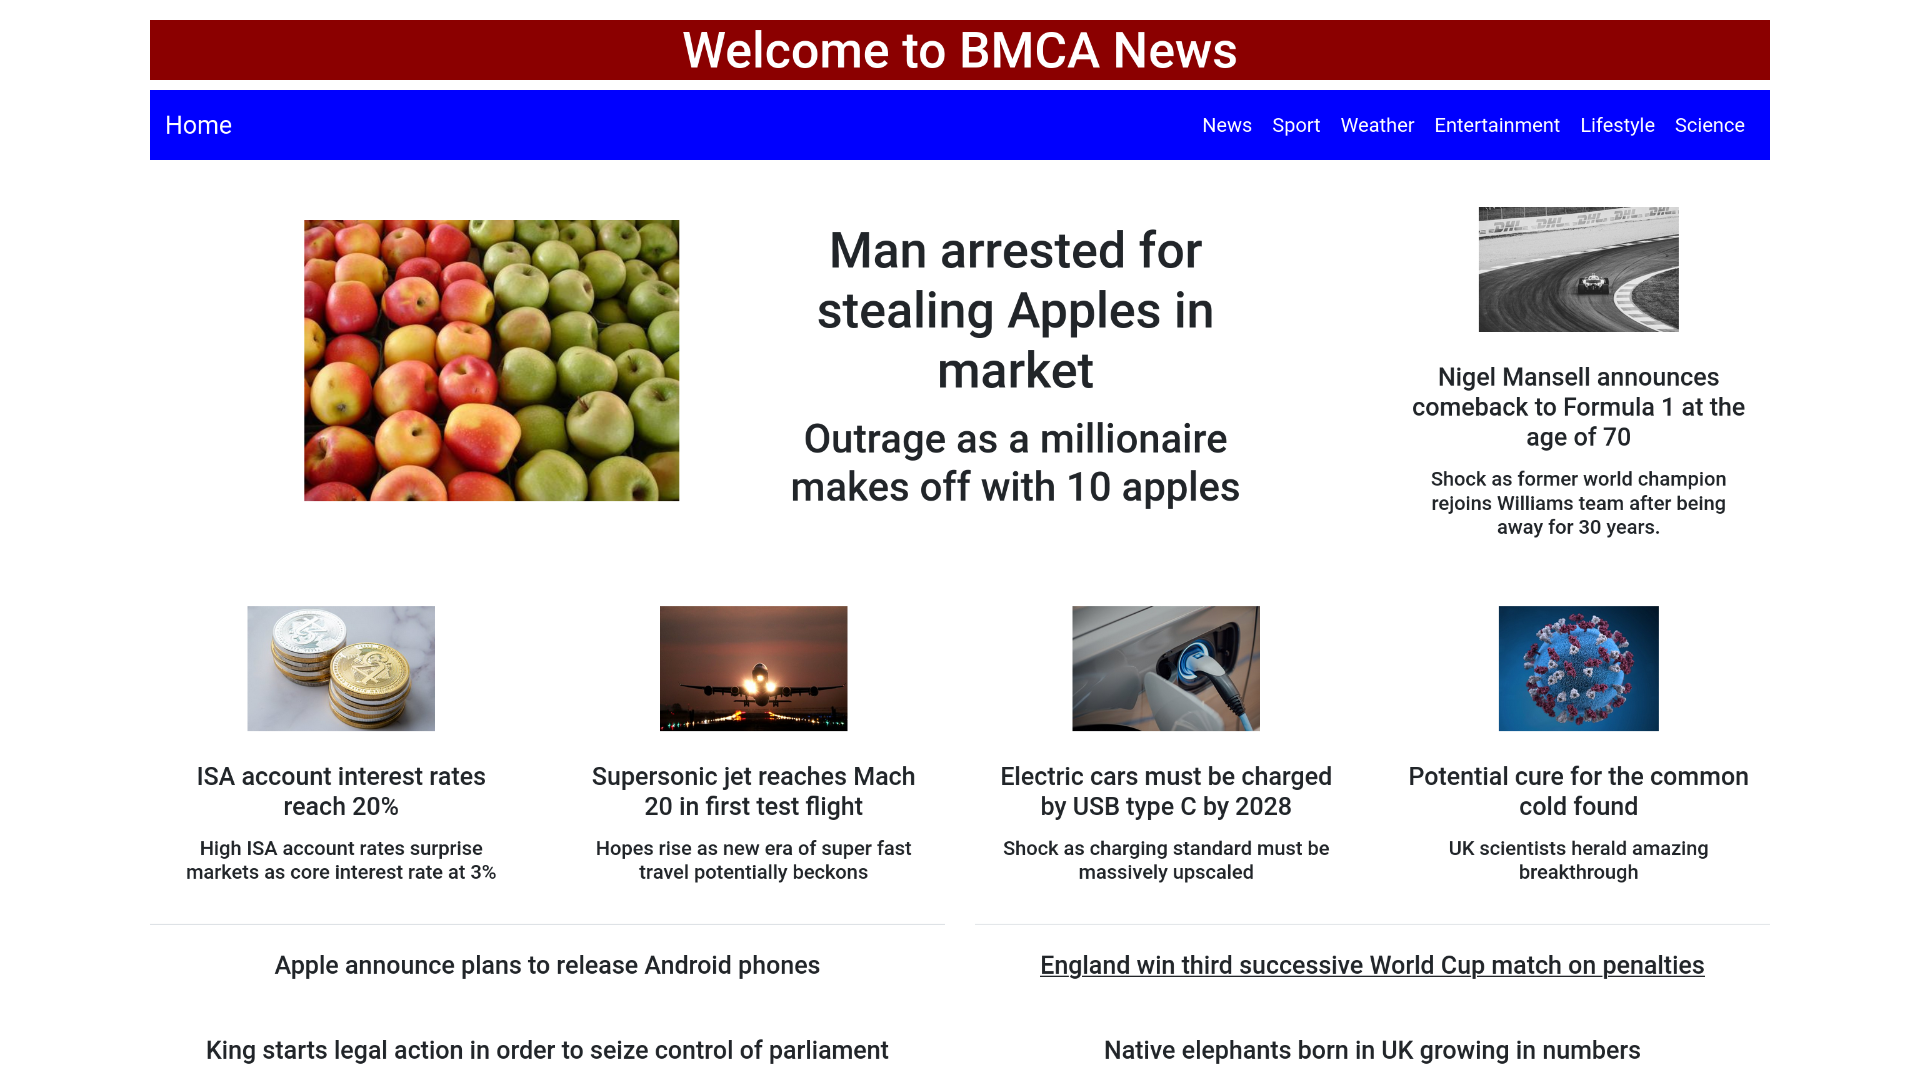 Welcome to BMCA News
Home
News
Sport
Weather
Entertainment
Lifestyle
Science
Man arrested for
stealing Apples in
market
Outrage as a millionaire
makes off with 10 apples
DHL
DHL
DHL
DHL
Nigel Mansell announces
comeback to Formula 1 at the
age of 70
Shock as former world champion
rejoins Williams team after being
away for 30 years.
ISA account interest rates
reach 20%
High ISA account rates surprise
markets as core interest rate at 3%
Supersonic jet reaches Mach
20 in first test flight
Hopes rise as new era of super fast
travel potentially beckons
Electric cars must be charged
by USB type C by 2028
Shock as charging standard must be
massively upscaled
Potential cure for the common
cold found
UK scientists herald amazing
breakthrough
Apple announce plans to release Android phones
England win third successive World Cup match on penalties
King starts legal action in order to seize control of parliament
Native elephants born in UK growing in numbers